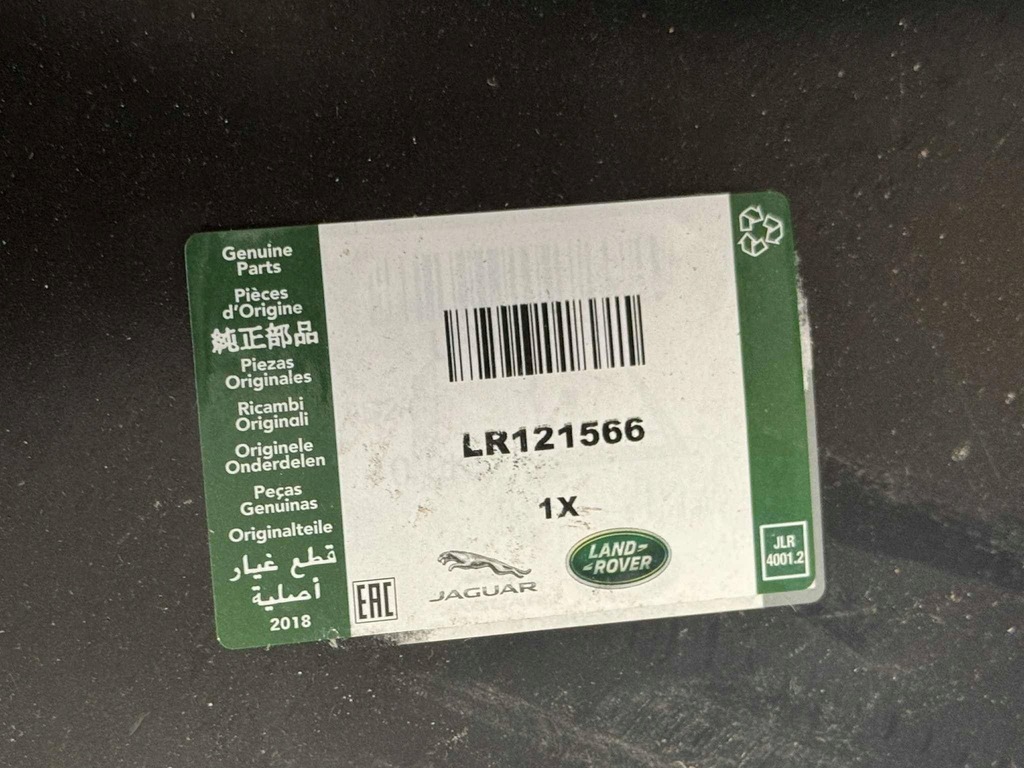 Genuine
Parts
Pièces
d'Origine
純正部品
Piezas
Originales
Ricambi
Originali
Originele
Onderdelen
Peças
Genuinas
Originalteile
قطع غيار
أصلية
2018
LR121566
1X
EAC
JAGUAR
LAND-
-ROVER
JLR
4001.2